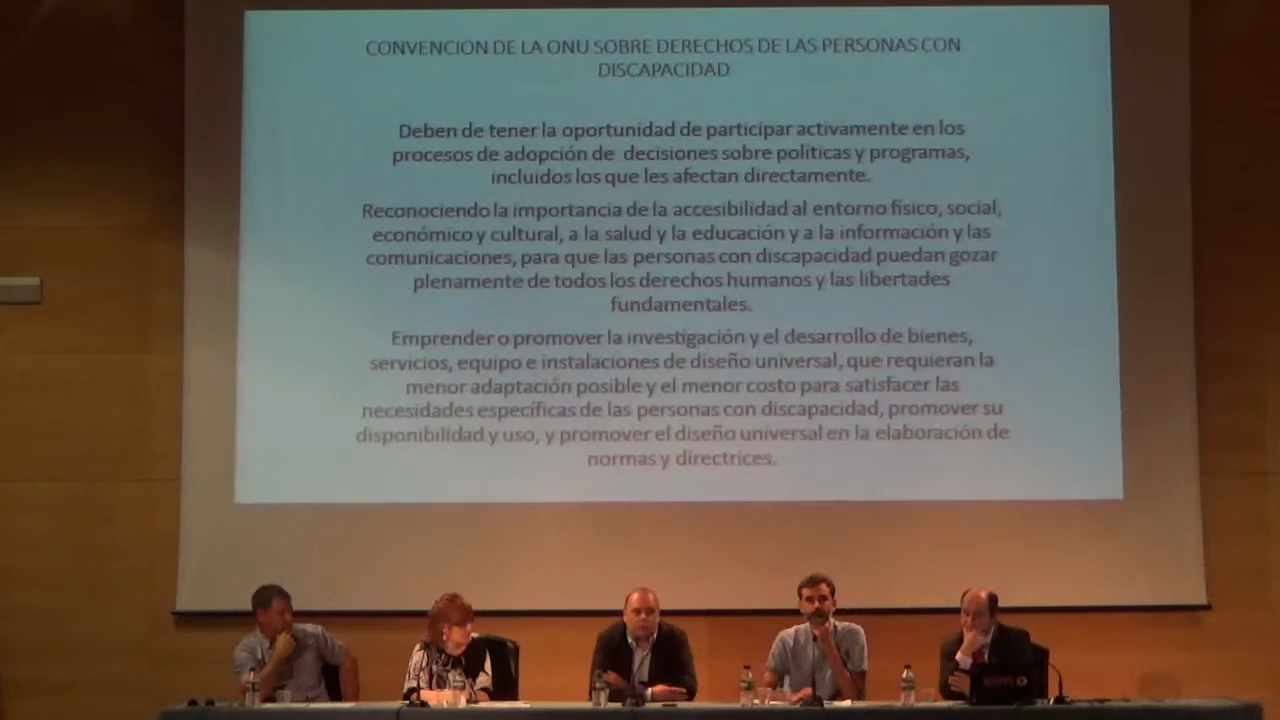 CONVENCION DE LA ONU SOBRE DERECHOS DE LAS PERSONAS CON
DISCAPACIDAD
Deben de tener la oportunidad de participar activamente en los
procesos de adopción de decisiones sobre políticas y programas,
incluidos los que les afectan directamente.
Reconociendo la importancia de la accesibilidad al entorno físico, social,
económico y cultural, a la salud y la educación y a la información y las
comunicaciones, para que las personas con discapacidad puedan gozar
plenamente de todos los derechos humanos y las libertades
fundamentales.
Emprender o promover la investigación y el desarrollo de bienes,
servicios, equipo e instalaciones de diseño universal, que requieran la
menor adaptación posible y el menor costo para satisfacer las
necesidades específicas de las personas con discapacidad, promover su
disponibilidad y uso, y promover el diseño universal en la elaboración de
normas y directrices.